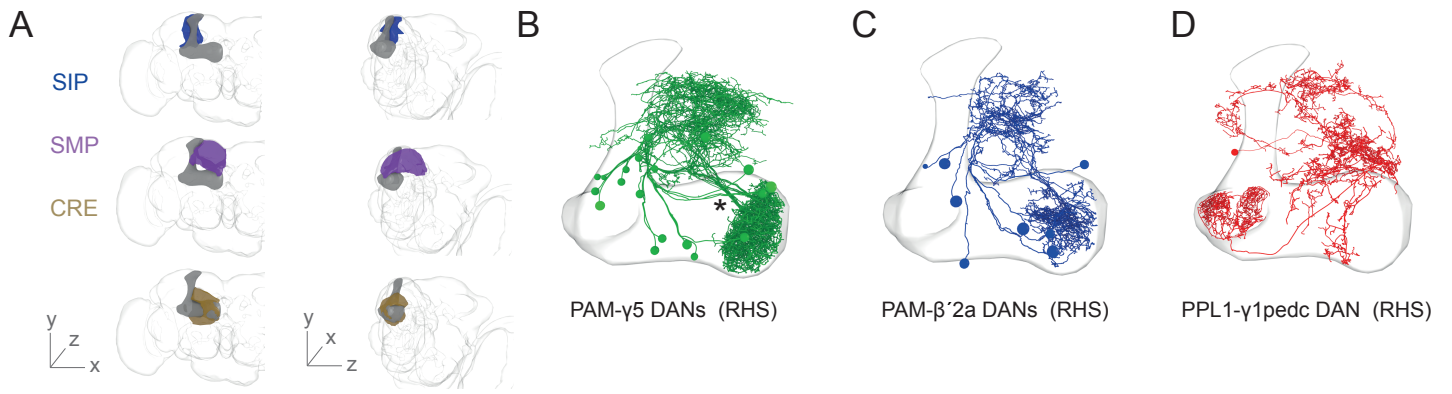 A
B
C
D
SIP
SMP
CRE
y
z
x
y
x
z
*
PAM-γ5 DANs (RHS)
PAM-β´2a DANs (RHS)
PPL1-γ1pedc DAN (RHS)